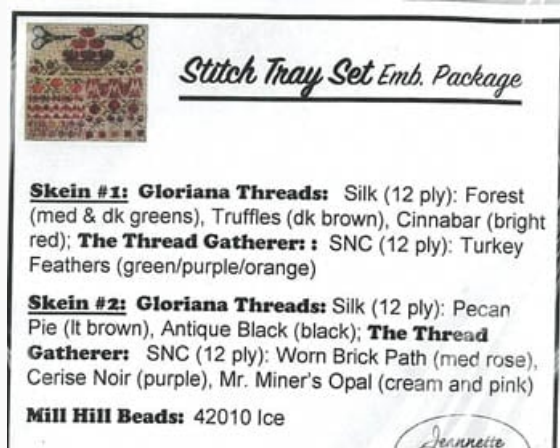 Stitch Tray Set Emb. Package
Skein #1: Gloriana Threads: Silk (12 ply): Forest
(med & dk greens), Truffles (dk brown), Cinnabar (bright
red); The Thread Gatherer: : SNC (12 ply): Turkey
Feathers (green/purple/orange)
Skein #2: Gloriana Threads: Silk (12 ply): Pecan
Pie (lt brown), Antique Black (black); The Thread
Gatherer: SNC (12 ply): Worn Brick Path (med rose),
Cerise Noir (purple), Mr. Miner's Opal (cream and pink)
Mill Hill Beads: 42010 Ice
Jeannette